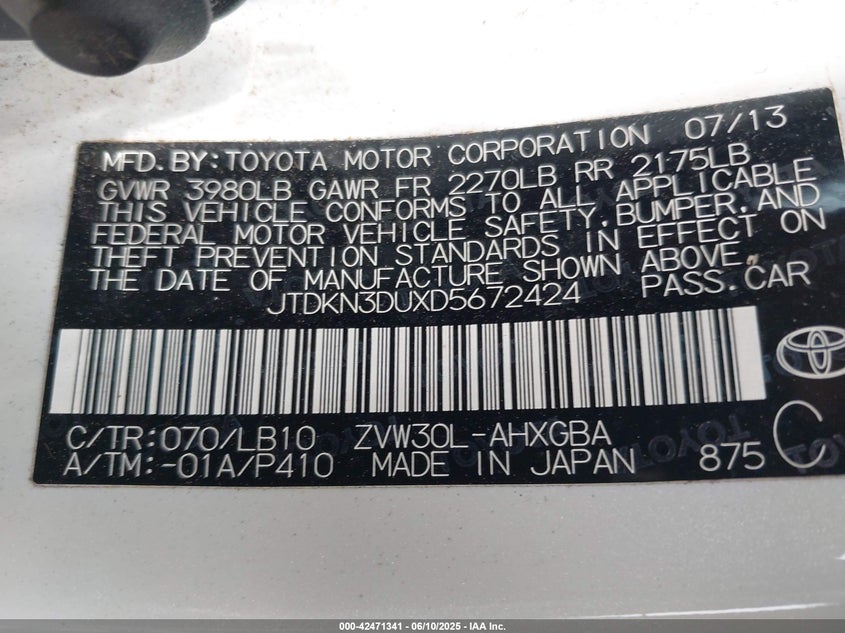 MFD.BY:TOYOTA MOTOR CORPORATION 07/13
GVWR 3980LB GAWR FR 2270LB RR 2175LB
THIS VEHICLE CONFORMS TO ALL APPLICABLE
FEDERAL MOTOR VEHICLE SAFETY,BUMPER,AND
THEFT PREVENTION STANDARDS IN EFFECT ON
THE DATE OF MANUFACTURE SHOWN ABOVE.
JTDKN3DUXD5672424 PASS.CAR
C/TR:070/LB10 ZVW30L-AHXGBA
A/TM:-01A/P410 MADE IN JAPAN 875 C
000-42471341 - 06/10/2025 - IAA Inc.